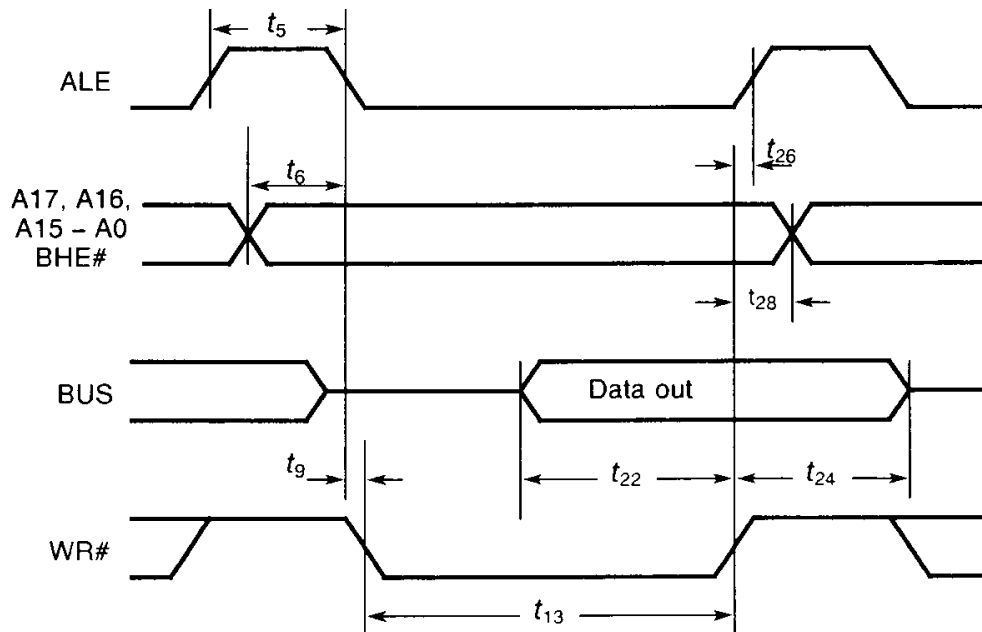 t5
ALE
t26
t6
A17, A16,
A15 – A0
BHE#
t28
BUS
Data out
t9
t22
t24
WR#
t13